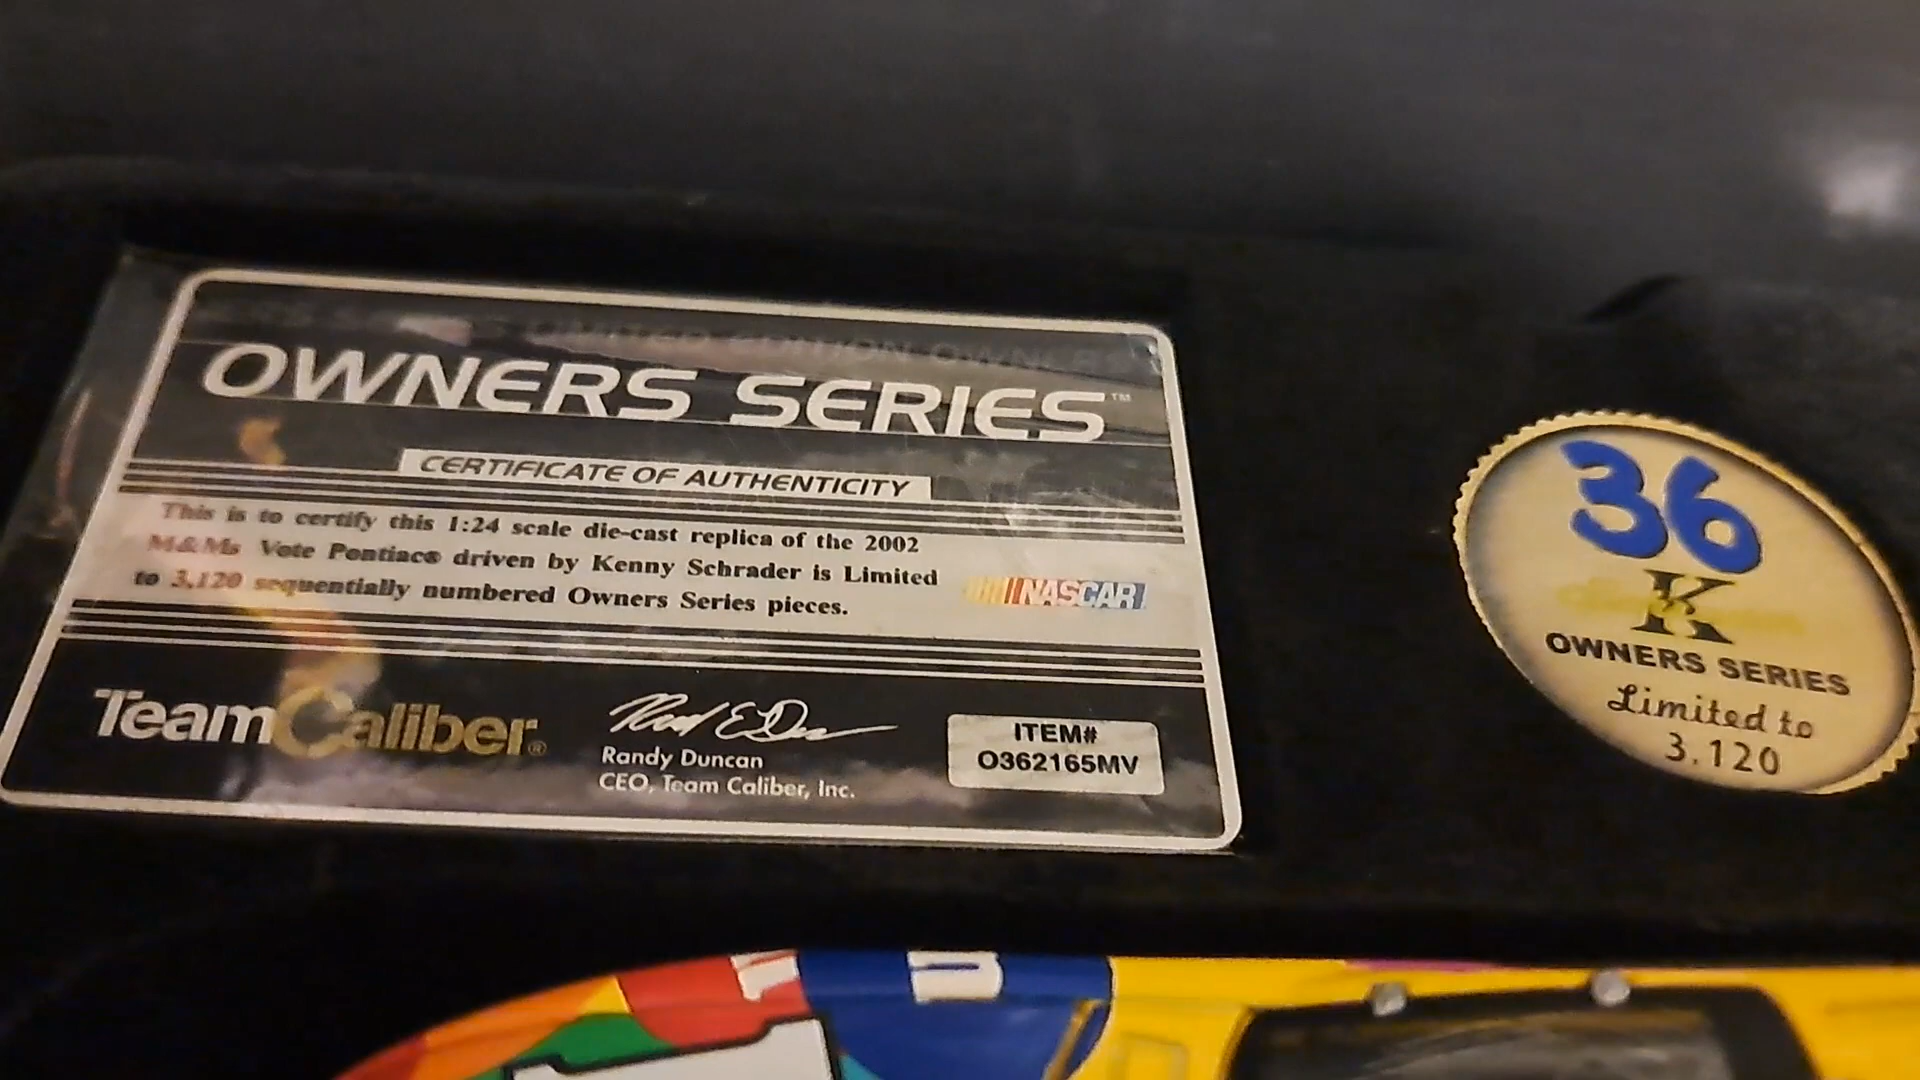 OWNERS SERIES™
CERTIFICATE OF AUTHENTICITY
This is to certify this 1:24 scale die-cast replica of the 2002
M&Ms Vote Pontiac® driven by Kenny Schrader is Limited
to 3,120 sequentially numbered Owners Series pieces.
NASCAR
TeamCaliber®
Randy Duncan
CEO, Team Caliber, Inc.
ITEM#
O362165MV
36
K
OWNERS SERIES
Limited to
3,120